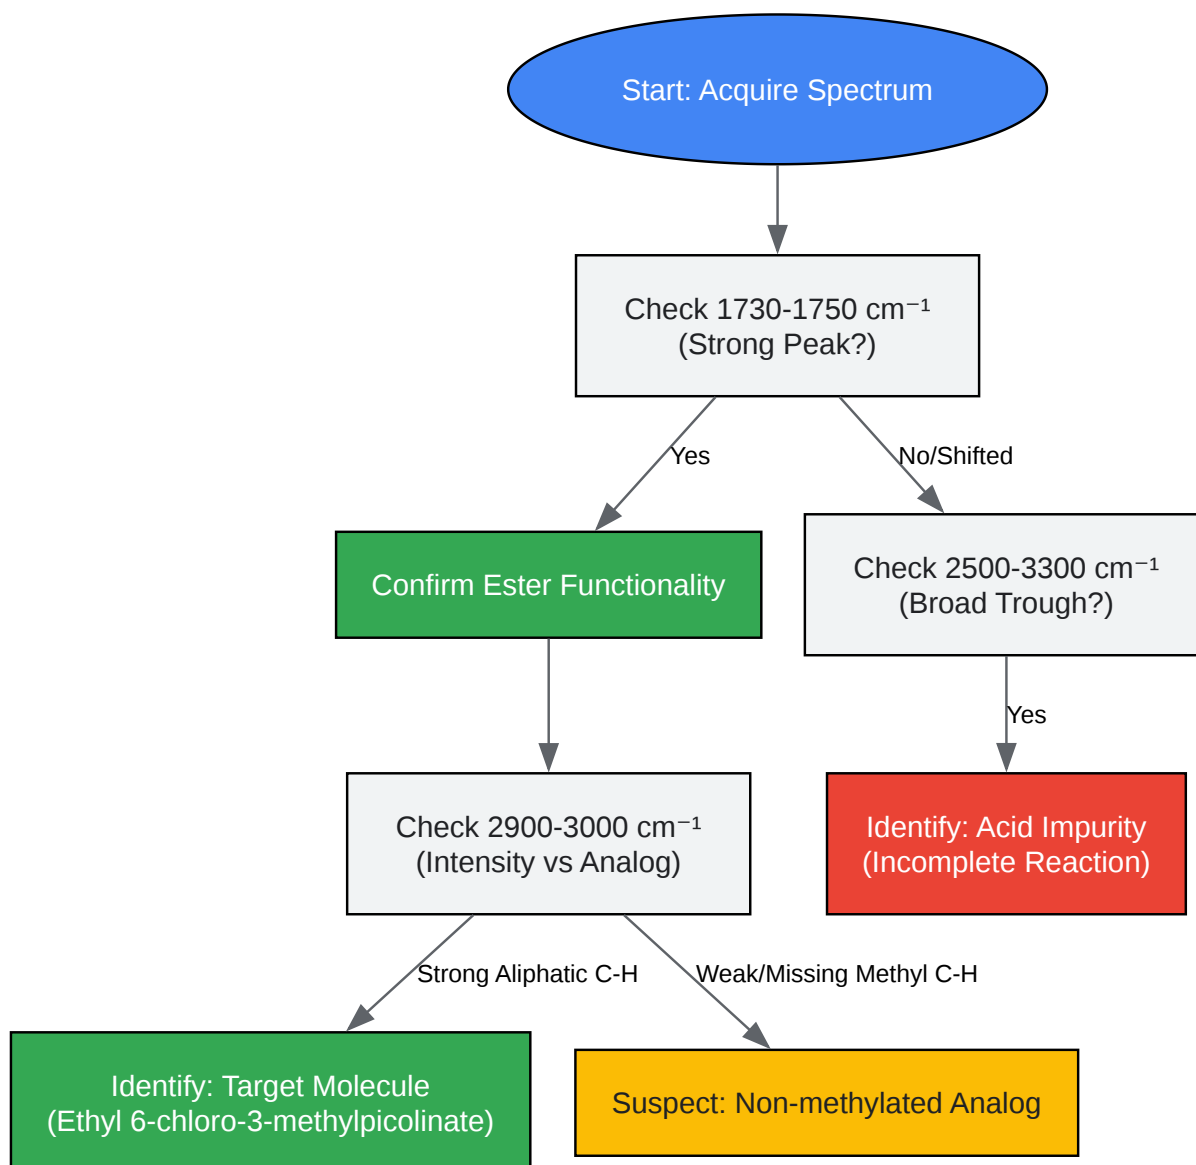 Start: Acquire Spectrum
Check 1730-1750 cm⁻¹
(Strong Peak?)
Yes
No/Shifted
Confirm Ester Functionality
Check 2500-3300 cm⁻¹
(Broad Trough?)
Yes
Check 2900-3000 cm⁻¹
(Intensity vs Analog)
Identify: Acid Impurity
(Incomplete Reaction)
Strong Aliphatic C-H
Weak/Missing Methyl C-H
Identify: Target Molecule
(Ethyl 6-chloro-3-methylpicolinate)
Suspect: Non-methylated Analog